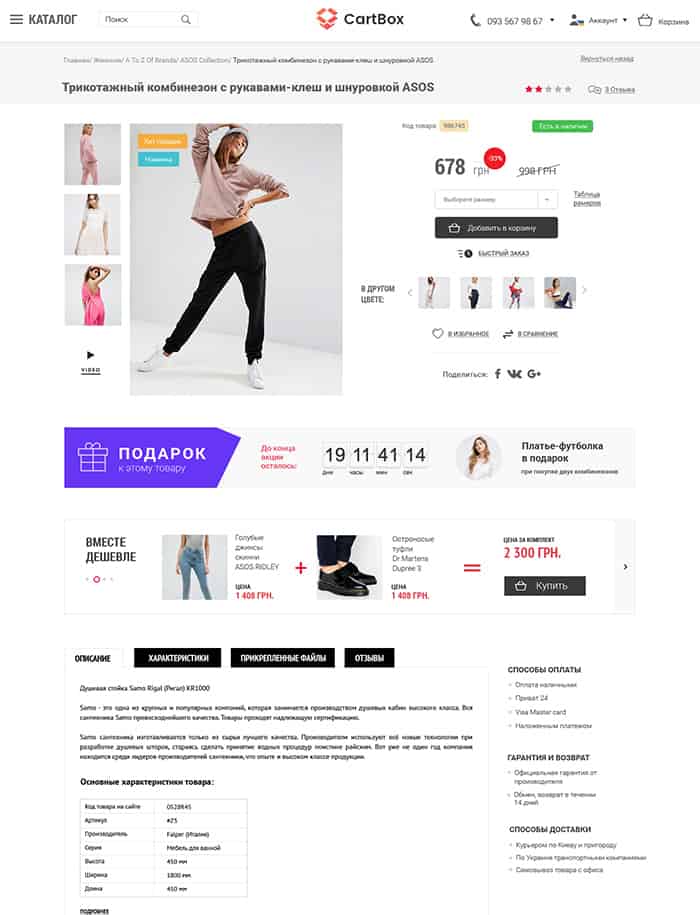 КАТАЛОГ
Поиск
CartBox
093 567 98 67
Аккаунт
Корзина
Главная/ Женияни/ A To Z Of Brands/ ASOS Collection/ Трикотажный комбинезон с рукавами-клеш и шнуровкой ASOS
Вернуться назад
Трикотажный комбинезон с рукавами-клеш и шнуровкой ASOS
3 Отзыва
Хит продаж
Новинка
VIDEO
Код товара
986745
Есть в наличии
678 грн
-33%
998 ГРН
Выберите размер
Таблица
размеров
Добавить в корзину
БЫСТРЫЙ ЗАКАЗ
В ДРУГОМ
ЦВЕТЕ:
В ИЗБРАННОЕ
В СРАВНЕНИЕ
Поделиться:
ПОДАРОК
к этому товару
До конца
акции
осталось:
19 11 41 14
дни часы мин сек
Платье-футболка
в подарок
при покупке двух комбинезонов
ВМЕСТЕ
ДЕШЕВЛЕ
Голубые
джинсы
скинни
ASOS RIDLEY
ЦЕНА
1 408 ГРН.
+
Остроносые
туфли
Dr Martens
Dupree 3
ЦЕНА
1 408 ГРН.
=
ЦЕНА ЗА КОМПЛЕКТ
2 300 ГРН.
Купить
ОПИСАНИЕ
ХАРАКТЕРИСТИКИ
ПРИКРЕПЛЕННЫЕ ФАЙЛЫ
ОТЗЫВЫ
Душевая стойка Samo Rigal (Ригал) KR1000
Samo - это одна из крупных и популярных компаний, которая занимается производством душевых кабин высокого класса. Вся
сантехника Samo превосходнейшего качества. Товары проходят надлежащую сертификацию.
Samo сантехника изготавливается только из сырья лучшего качества. Производители используют всё новые технологии при
разработке душевых шторок, стараясь сделать принятие водных процедур поистине райским. Вот уже не один год компания
находится среди лидеров производителей сантехники, что опыте и высоком классе продукции.
Основные характеристики товара:
Код товара на сайте 0528R45
Артикул #25
Производитель Falper (Италия)
Серия Мебель для ванной
Высота 450 мм
Ширина 1800 мм
Длина 450 мм
ПОДРОБНЕЕ
СПОСОБЫ ОПЛАТЫ
Оплата наличными
Приват 24
Visa Master card
Наложенным платежом
ГАРАНТИЯ И ВОЗВРАТ
Официальная гарантия от
производителя
Обмен, возврат в течении
14 дней
СПОСОБЫ ДОСТАВКИ
Курьером по Киеву и пригороду
По Украине транспортными компаниями
Самовывоз товара с офиса